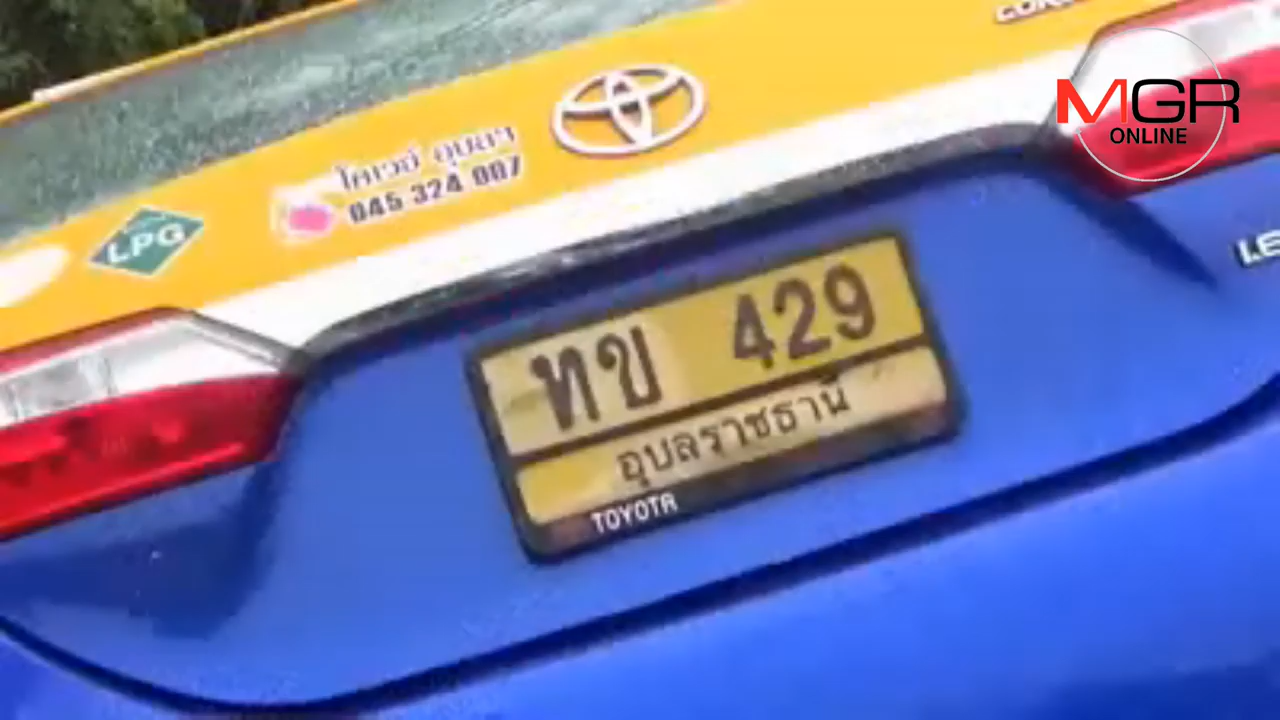 MGR
ONLINE
โตโยต้า อุบลฯ
045 324 007
LPG
ทข 429
อุบลราชธานี
TOYOTA